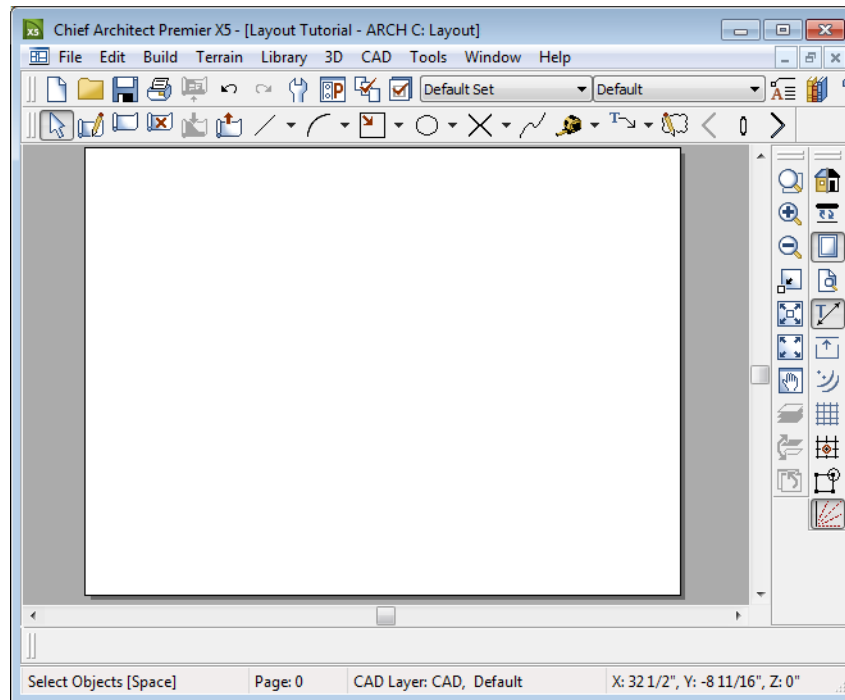 X5 Chief Architect Premier X5 - [Layout Tutorial - ARCH C: Layout]
File Edit Build Terrain Library 3D CAD Tools Window Help
P Default Set Default A
T 0
T
Select Objects [Space] Page: 0 CAD Layer: CAD, Default X: 32 1/2", Y: -8 11/16", Z: 0"